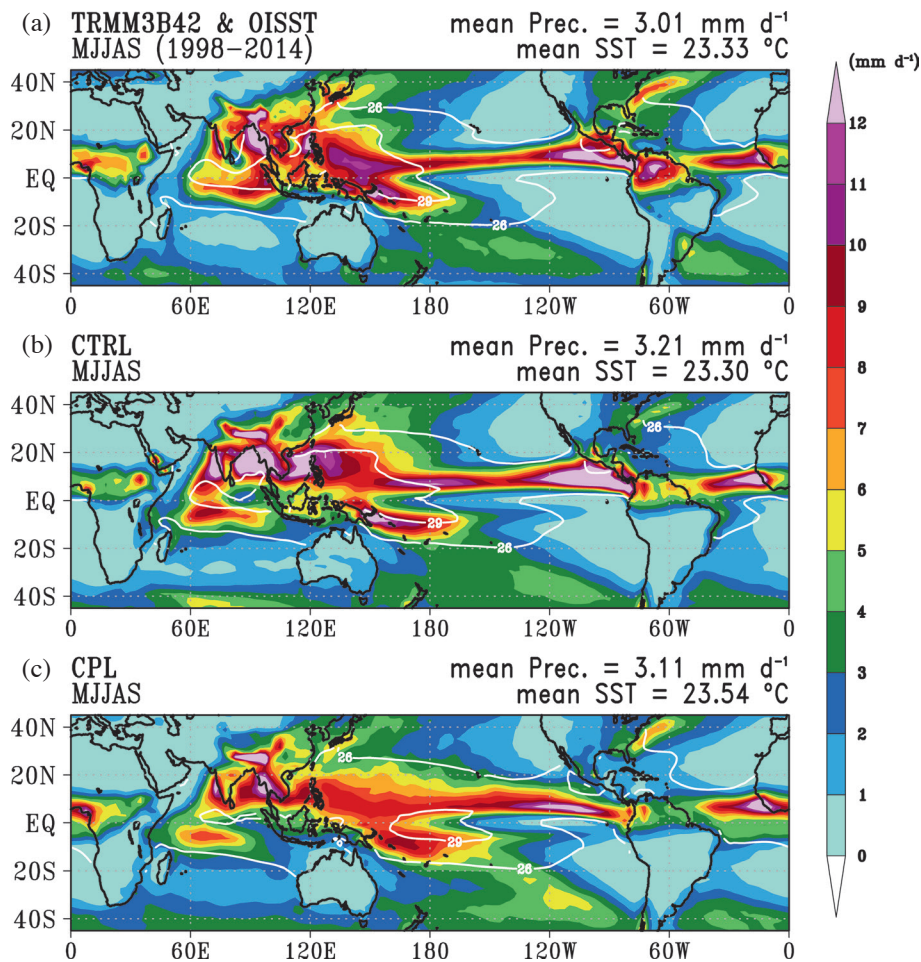 (a) TRMM3B42 & OISST mean Prec. = 3.01 mm d⁻¹
MJJAS (1998−2014) mean SST = 23.33 °C
(mm d⁻¹)
40N
20N
EQ
20S
40S
26
29
26
0 60E 120E 180 120W 60W 0
12
11
10
9
8
7
6
5
4
3
2
1
0
(b) CTRL mean Prec. = 3.21 mm d⁻¹
MJJAS mean SST = 23.30 °C
40N
20N
EQ
20S
40S
26
26
29
26
0 60E 120E 180 120W 60W 0
(c) CPL mean Prec. = 3.11 mm d⁻¹
MJJAS mean SST = 23.54 °C
40N
20N
EQ
20S
40S
26
29
26
0 60E 120E 180 120W 60W 0